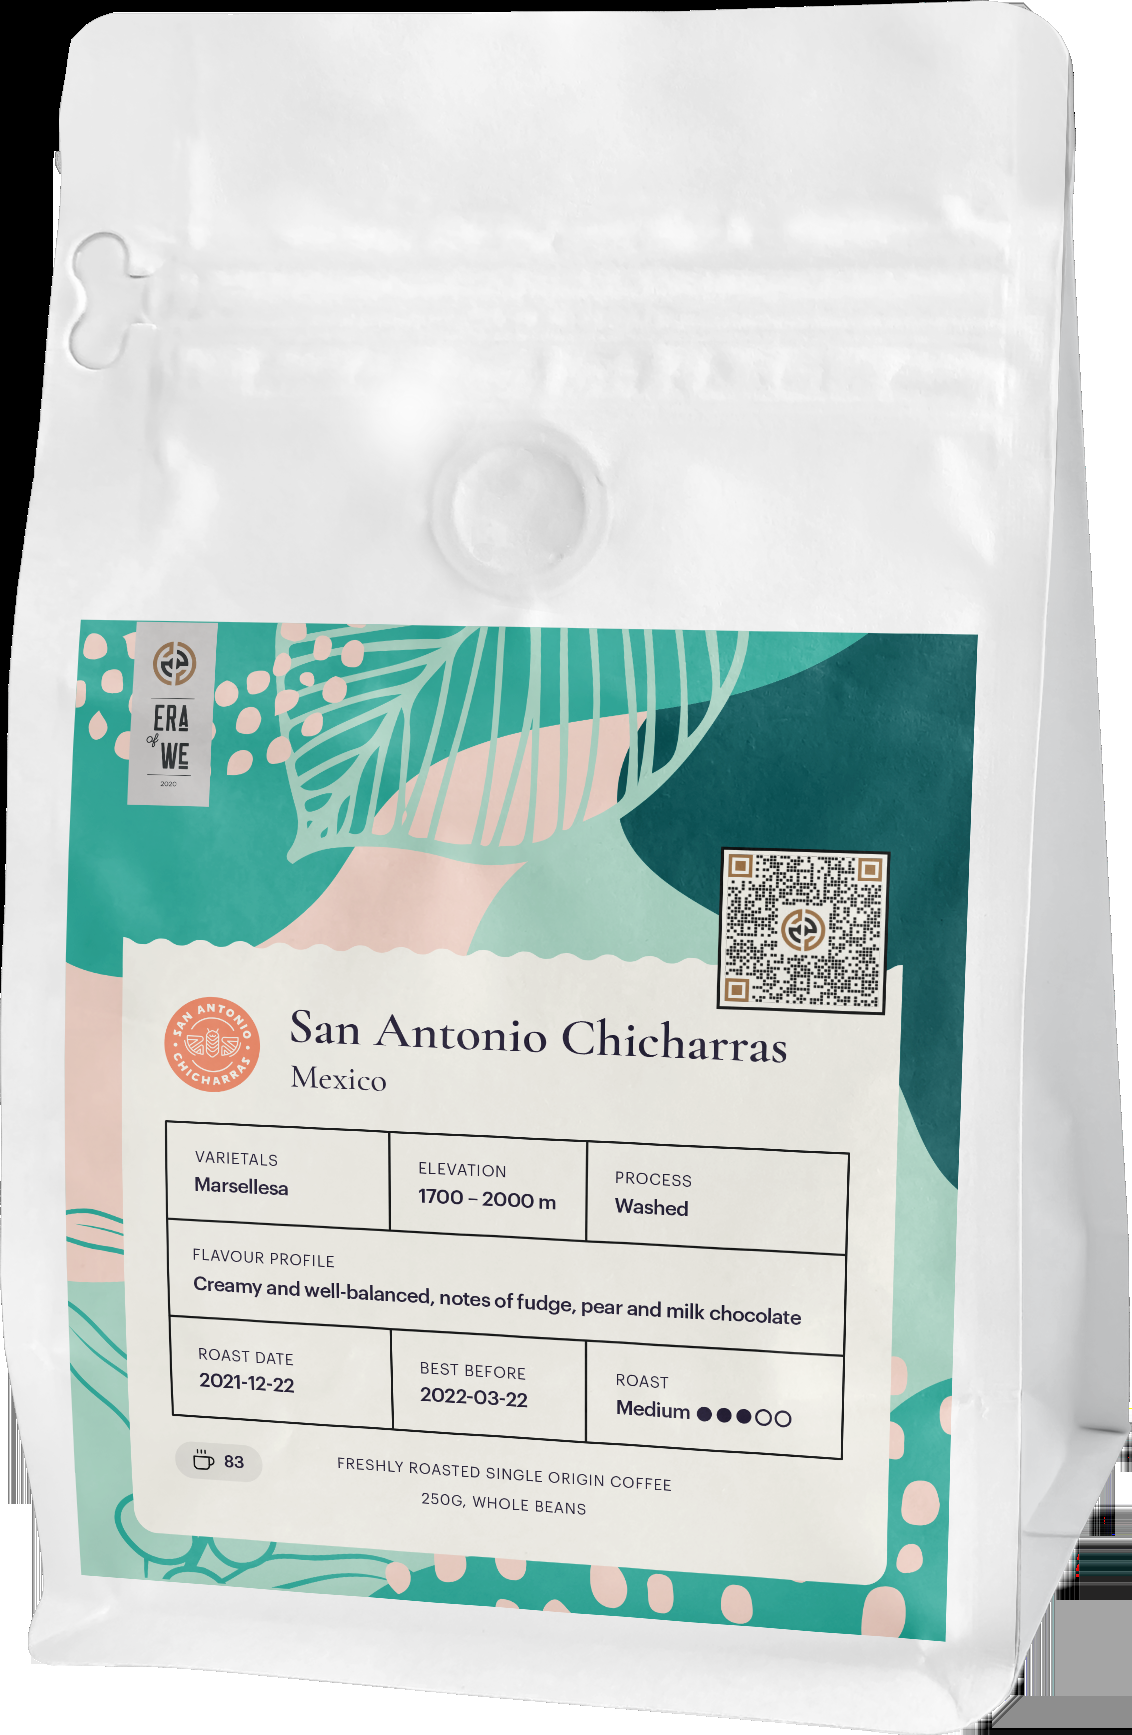 ERA
of
WE
2020
SAN ANTONIO
CHICHARRAS
San Antonio Chicharras
Mexico
VARIETALS
Marsellesa
ELEVATION
1700 – 2000 m
PROCESS
Washed
FLAVOUR PROFILE
Creamy and well-balanced, notes of fudge, pear and milk chocolate
ROAST DATE
2021-12-22
BEST BEFORE
2022-03-22
ROAST
Medium
83
FRESHLY ROASTED SINGLE ORIGIN COFFEE
250G, WHOLE BEANS